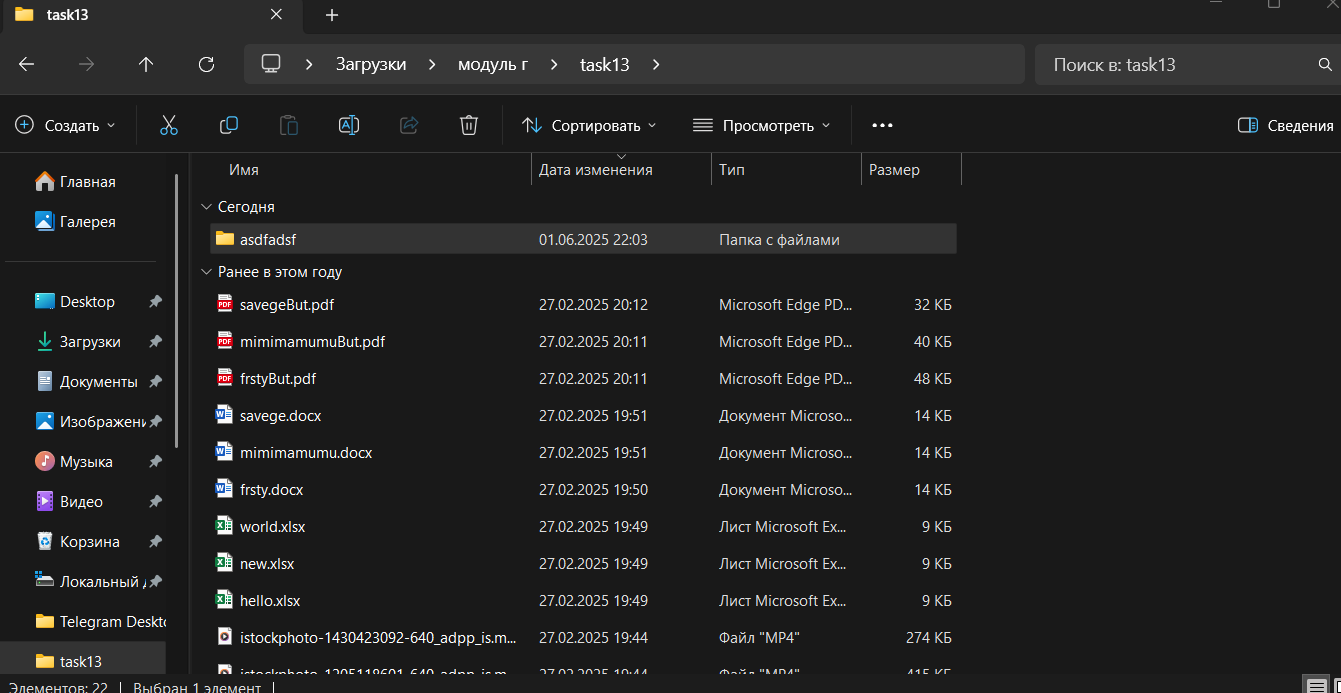 task13
Загрузки > модуль г > task13 >
Поиск в: task13
Создать
Сортировать
Просмотреть
Сведения
Главная
Галерея
Desktop
Загрузки
Документы
Изображени
Музыка
Видео
Корзина
Локальный
Telegram Deskto
task13
Имя Дата изменения Тип Размер
Сегодня
asdfadsf 01.06.2025 22:03 Папка с файлами
Ранее в этом году
savegeBut.pdf 27.02.2025 20:12 Microsoft Edge PD... 32 КБ
mimimamumuBut.pdf 27.02.2025 20:11 Microsoft Edge PD... 40 КБ
frstyBut.pdf 27.02.2025 20:11 Microsoft Edge PD... 48 КБ
savege.docx 27.02.2025 19:51 Документ Microso... 14 КБ
mimimamumu.docx 27.02.2025 19:51 Документ Microso... 14 КБ
frsty.docx 27.02.2025 19:50 Документ Microso... 14 КБ
world.xlsx 27.02.2025 19:49 Лист Microsoft Ex... 9 КБ
new.xlsx 27.02.2025 19:49 Лист Microsoft Ex... 9 КБ
hello.xlsx 27.02.2025 19:49 Лист Microsoft Ex... 9 КБ
istockphoto-1430423092-640_adpp_is.m... 27.02.2025 19:44 Файл "MP4" 274 КБ
27.02.2025 19:44 Файл "MP4" 415 КБ
Элементов: 22 | Выбран 1 элемент |